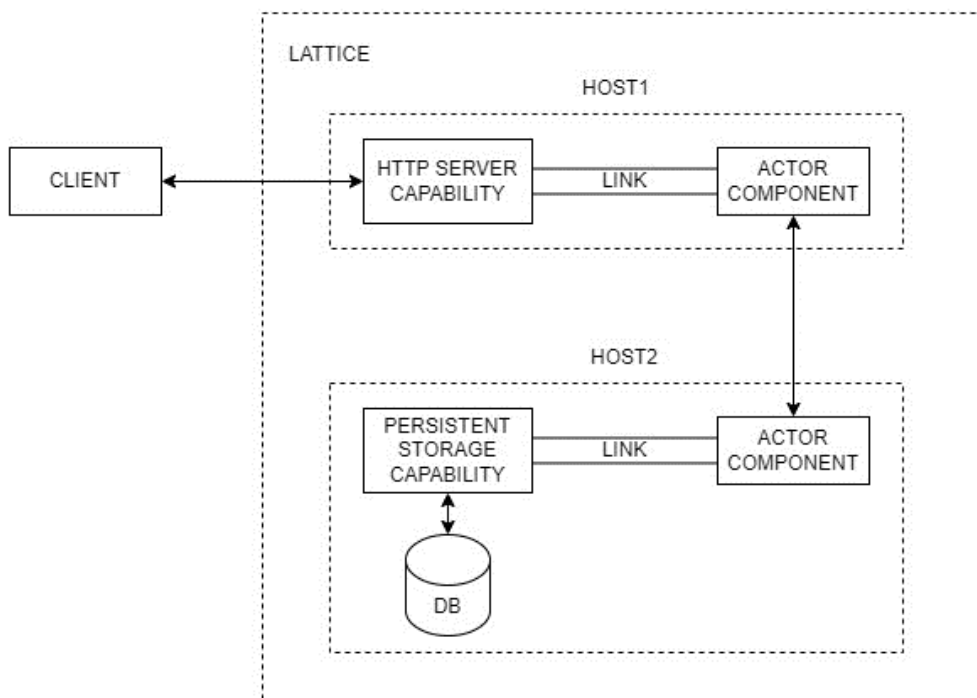 LATTICE
HOST1
CLIENT
HTTP SERVER
CAPABILITY
LINK
ACTOR
COMPONENT
HOST2
PERSISTENT
STORAGE
CAPABILITY
LINK
ACTOR
COMPONENT
DB